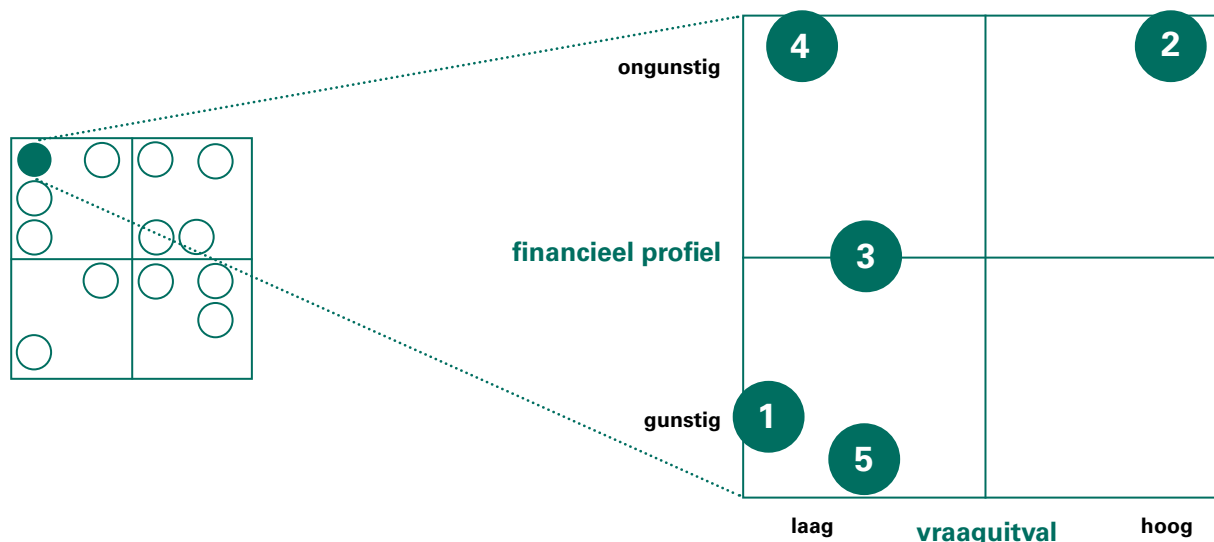 4
2
ongunstig
financieel profiel
3
gunstig
1
5
laag
vraaguitval
hoog